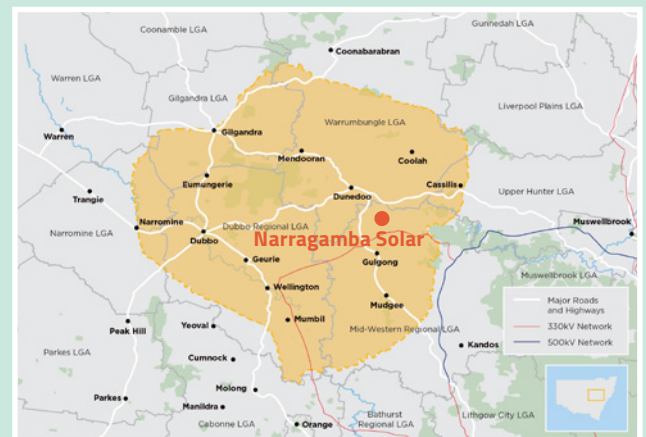 Coonamble LGA
Gunnedah LGA
Coonabarabran
Warren LGA
Gilgandra LGA
Liverpool Plains LGA
Warrumbungle LGA
Warren
Gilgandra
Mendooran
Coolah
Eumungerie
Cassilis
Dunedoo
Trangie
Upper Hunter LGA
Narromine
Dubbo Regional LGA
Muswellbrook
Narromine LGA
Dubbo
Narragamba Solar
Geurie
Gulgong
Muswellbrook LGA
Wellington
Mudgee
Major Roads
and Highways
Mumbil
Peak Hill
Yeoval
Mid-Western Regional LGA
330kV Network
500kV Network
Kandos
Parkes LGA
Cumnock
Molong
Parkes
Manildra
Cabonne LGA
Orange
Bathurst
Regional LGA
Lithgow City LGA